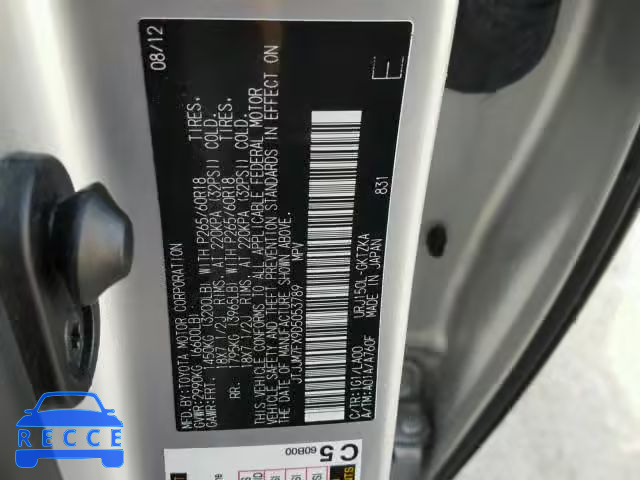 08/12
MFD.BY:TOYOTA MOTOR CORPORATION
GVWR:2990KG (6600LB)
GAWR:FRT. 1450KG (3200LB) WITH P265/60R18 TIRES.
18X7 1/2J RIMS. AT 220KPA (32PSI) COLD.
RR. 1795KG (3965LB) WITH P265/60R18 TIRES.
18X7 1/2J RIMS. AT 220KPA (32PSI) COLD.
THIS VEHICLE CONFORMS TO ALL APPLICABLE FEDERAL MOTOR
VEHICLE SAFETY AND THEFT PREVENTION STANDARDS IN EFFECT ON
THE DATE OF MANUFACTURE SHOWN ABOVE.
JTJJM7FX9D5055789 MPV
E
831
C/TR:1G1/LA00 URJ150L-GKTZKA
A/TM:A01A/A760F MADE IN JAPAN
C5 60B00
RECORD
REC12